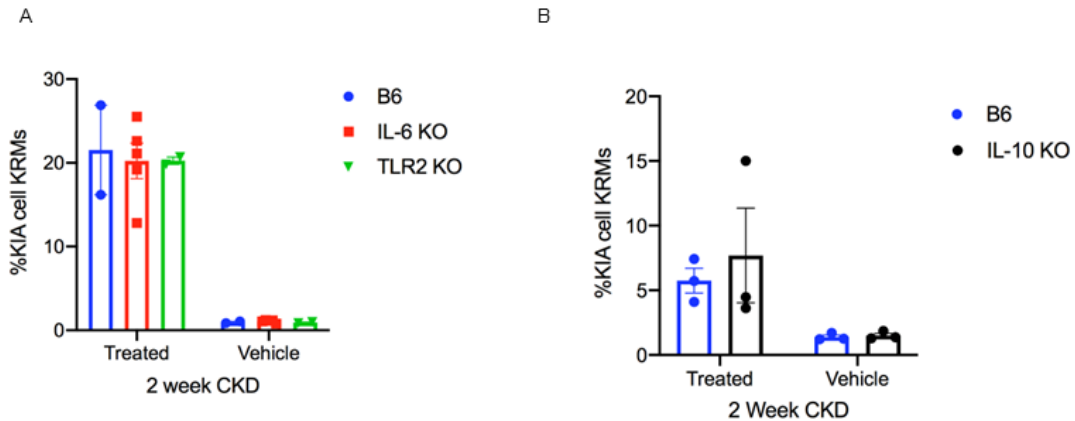 A
30
20
10
0
%KIA cell KRMs
Treated
Vehicle
2 week CKD
B6
IL-6 KO
TLR2 KO
B
20
15
10
5
0
%KIA cell KRMs
Treated
Vehicle
2 Week CKD
B6
IL-10 KO